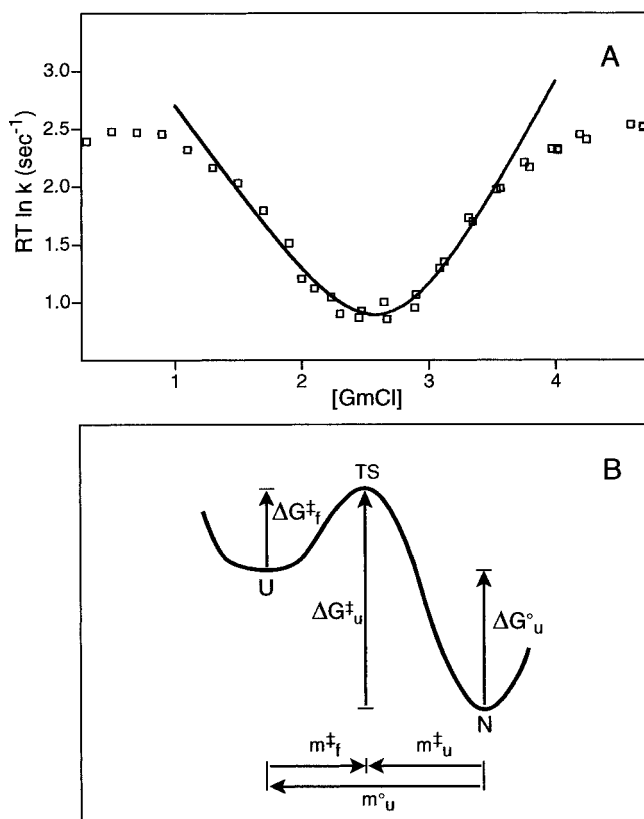 A
3.0
2.5
2.0
1.5
1.0
RT ln k (sec⁻¹)
1 2 3 4
[GmCl]
B
TS
ΔG‡f
U
ΔG‡u
ΔG°u
N
m‡f m‡u
m°u